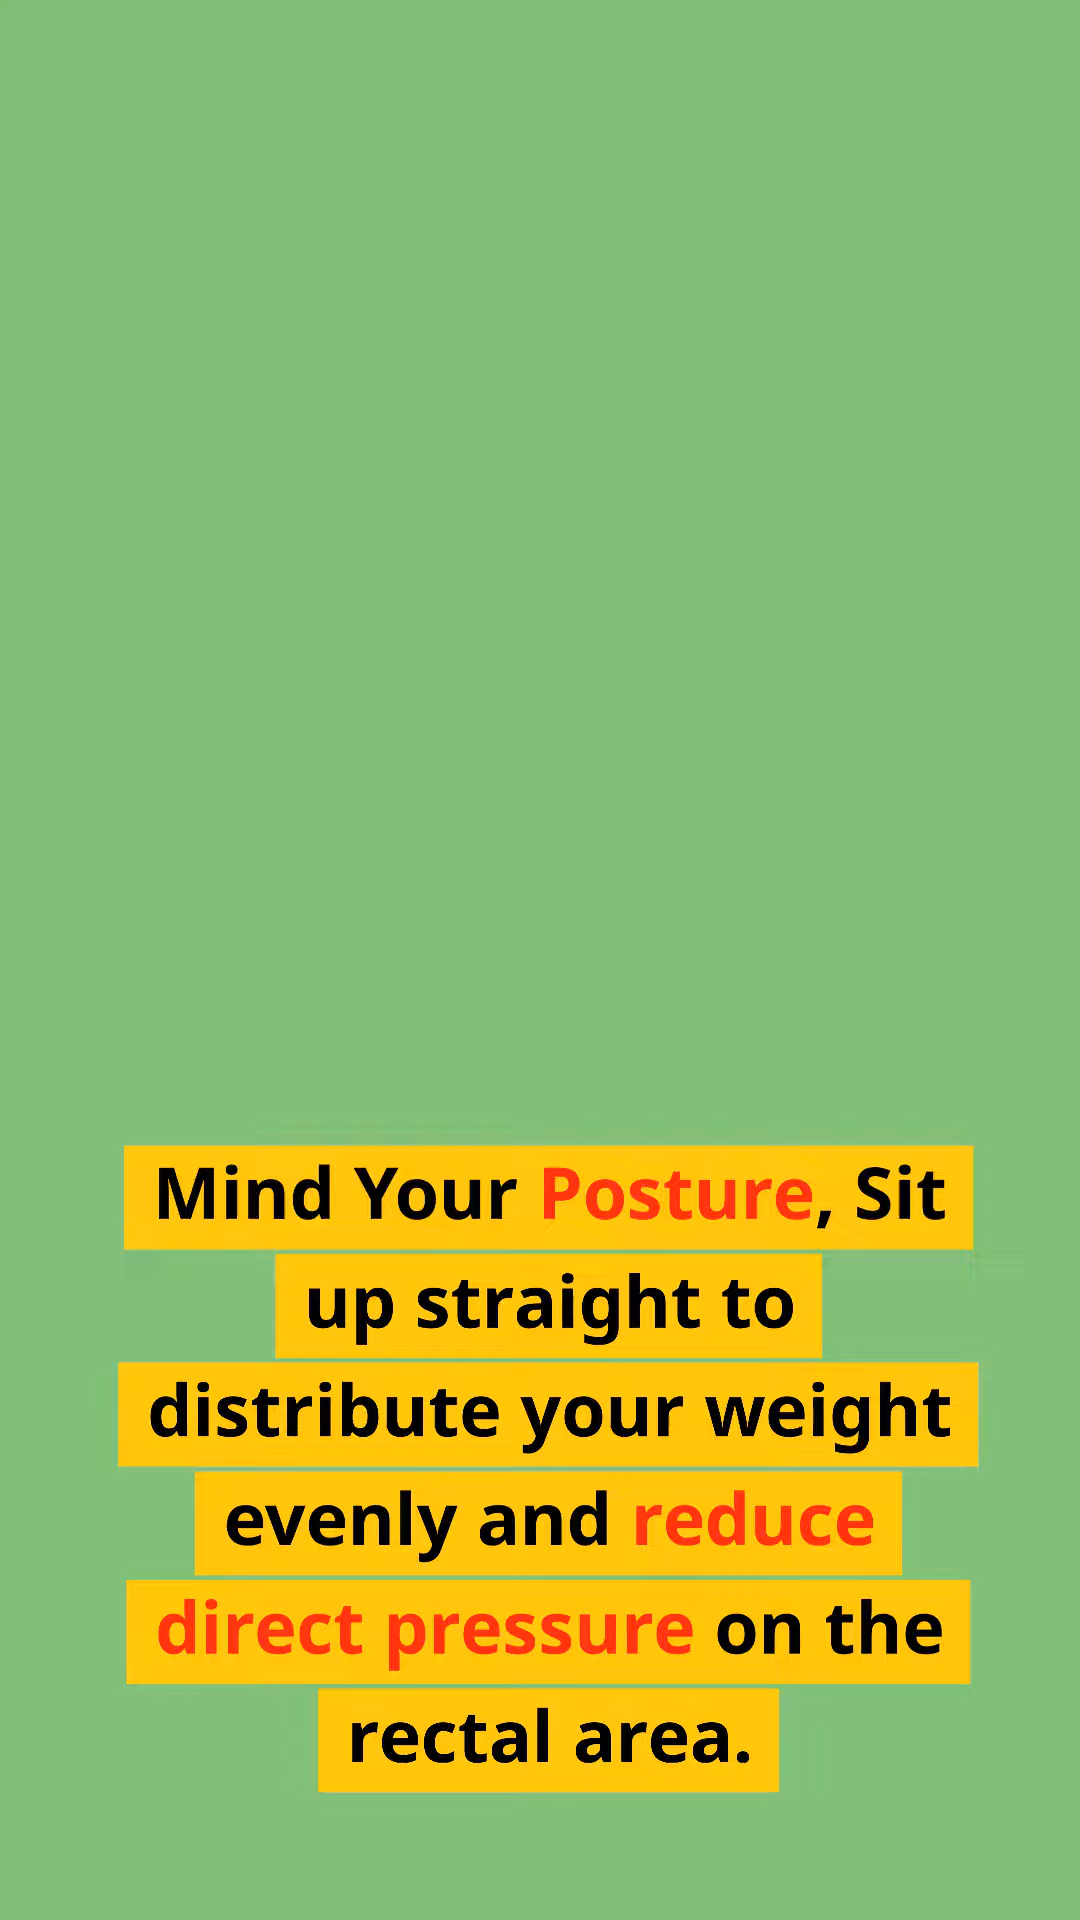 Mind Your Posture, Sit
up straight to
distribute your weight
evenly and reduce
direct pressure on the
rectal area.